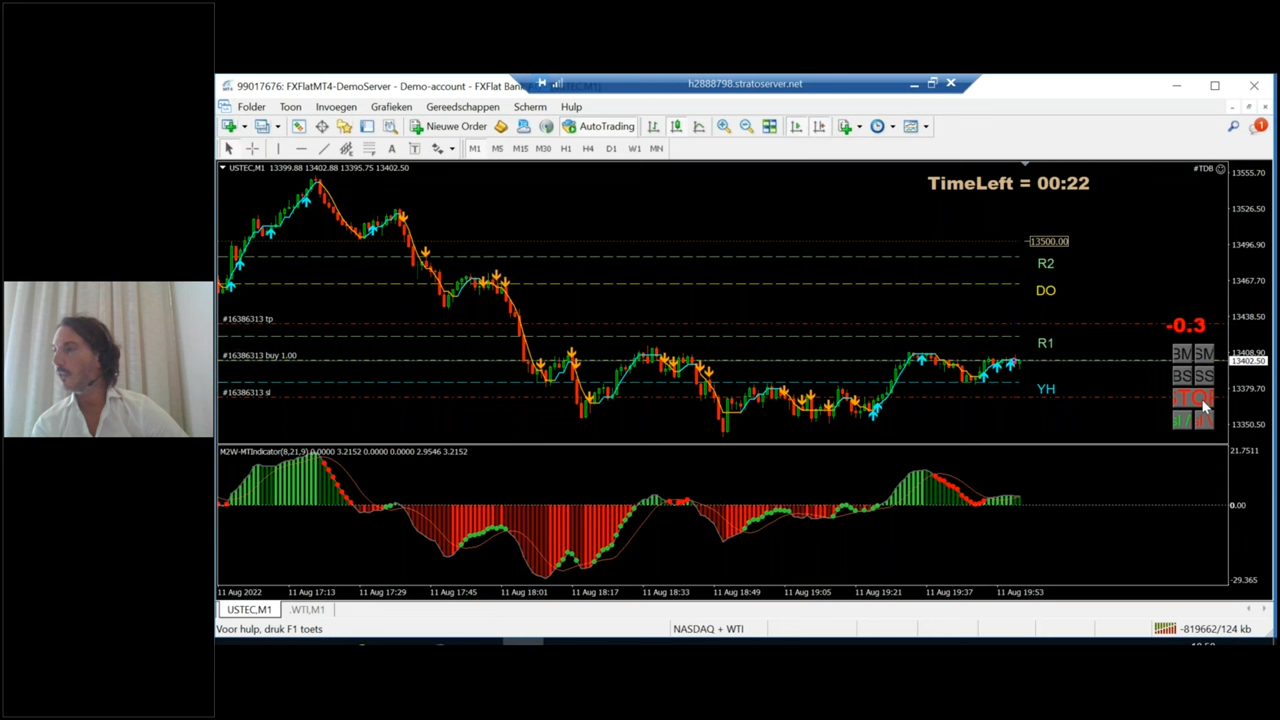 99017676: FXFlatMT4-DemoServer - Demo-account - FXFlat Bank
h2888798.stratoserver.net
Folder Toon Invoegen Grafieken Gereedschappen Scherm Hulp
Nieuwe Order AutoTrading 1
A T M1 M5 M15 M30 H1 H4 D1 W1 MN
USTEC,M1 13399.88 13402.88 13395.75 13402.50
#TDB
TimeLeft = 00:22
13555.70
13526.50
13500.00
13496.90
R2
13467.70
DO
#16386313 tp
13438.50
-0.3
R1
#16386313 buy 1.00
BM SM
13408.90
13402.50
BS SS
YH
13379.70
#16386313 sl
13350.50
M2W-MTIndicator(8,21,9) 0.0000 3.2152 0.0000 0.0000 2.9546 3.2152
21.7511
0.00
-29.365
11 Aug 2022 11 Aug 17:13 11 Aug 17:29 11 Aug 17:45 11 Aug 18:01 11 Aug 18:17 11 Aug 18:33 11 Aug 18:49 11 Aug 19:05 11 Aug 19:21 11 Aug 19:37 11 Aug 19:53
USTEC,M1 .WTI,M1
Voor hulp, druk F1 toets NASDAQ + WTI -819662/124 kb